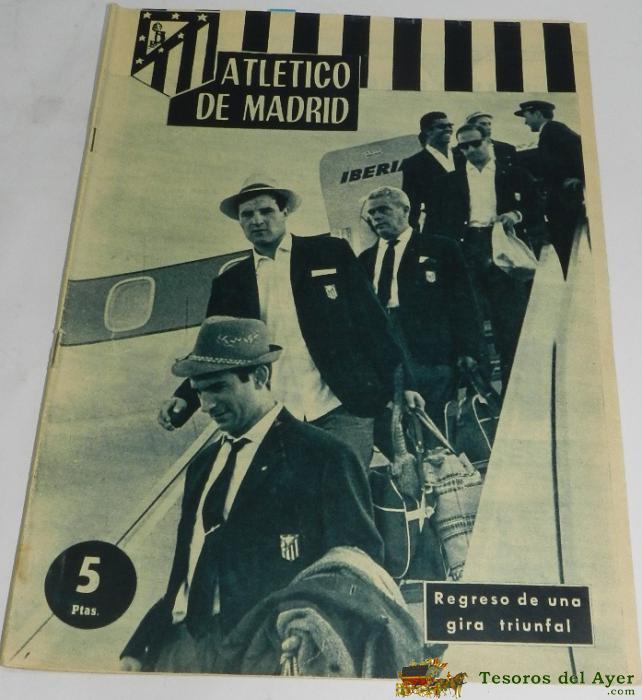 ATLETICO
DE MADRID
IBERIA
5
Ptas.
Regreso de una
gira triunfal
Tesoros del Ayer
.com